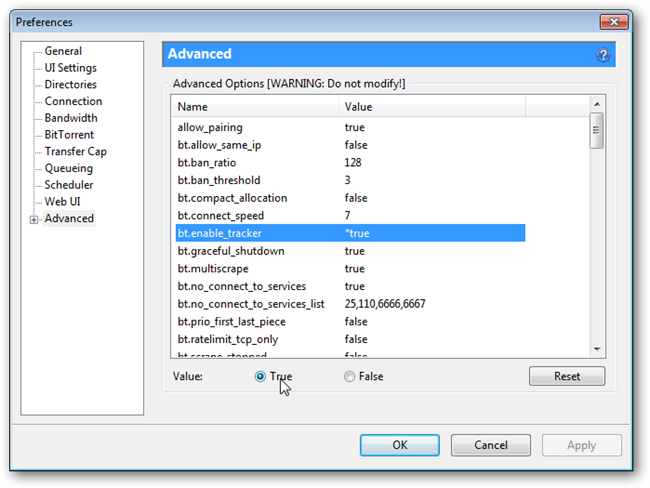 Preferences
General
UI Settings
Directories
Connection
Bandwidth
BitTorrent
Transfer Cap
Queueing
Scheduler
Web UI
Advanced
Advanced
Advanced Options [WARNING: Do not modify!]
Name Value
allow_pairing true
bt.allow_same_ip false
bt.ban_ratio 128
bt.ban_threshold 3
bt.compact_allocation false
bt.connect_speed 7
bt.enable_tracker *true
bt.graceful_shutdown true
bt.multiscrape true
bt.no_connect_to_services true
bt.no_connect_to_services_list 25,110,6666,6667
bt.prio_first_last_piece false
bt.ratelimit_tcp_only false
bt.scrape_stopped false
Value: True False Reset
OK Cancel Apply